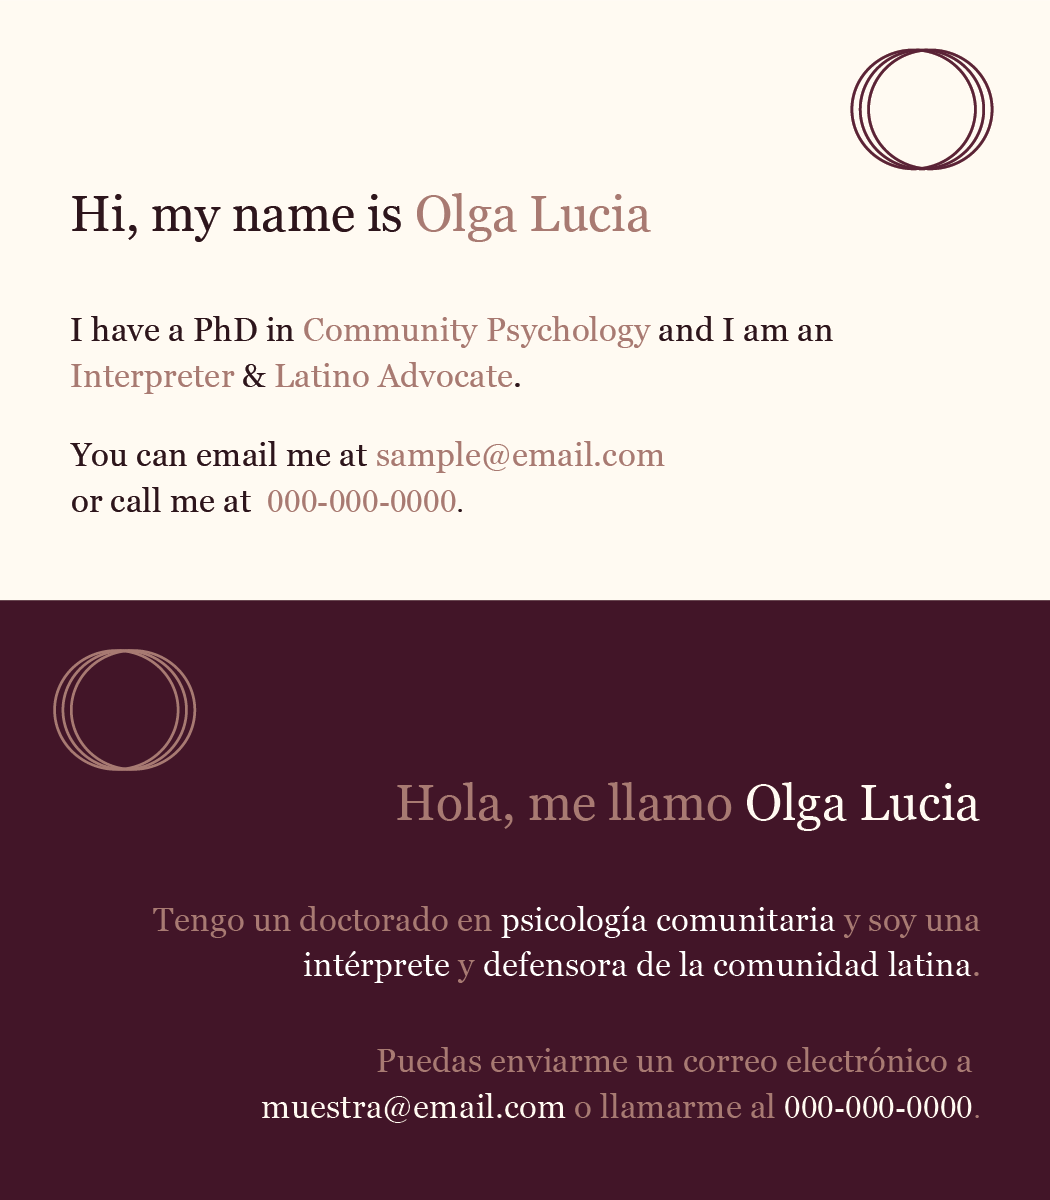 Hi, my name is Olga Lucia
I have a PhD in Community Psychology and I am an
Interpreter & Latino Advocate.
You can email me at sample@email.com
or call me at 000-000-0000.
Hola, me llamo Olga Lucia
Tengo un doctorado en psicología comunitaria y soy una
intérprete y defensora de la comunidad latina.
Puedas enviarme un correo electrónico a
muestra@email.com o llamarme al 000-000-0000.